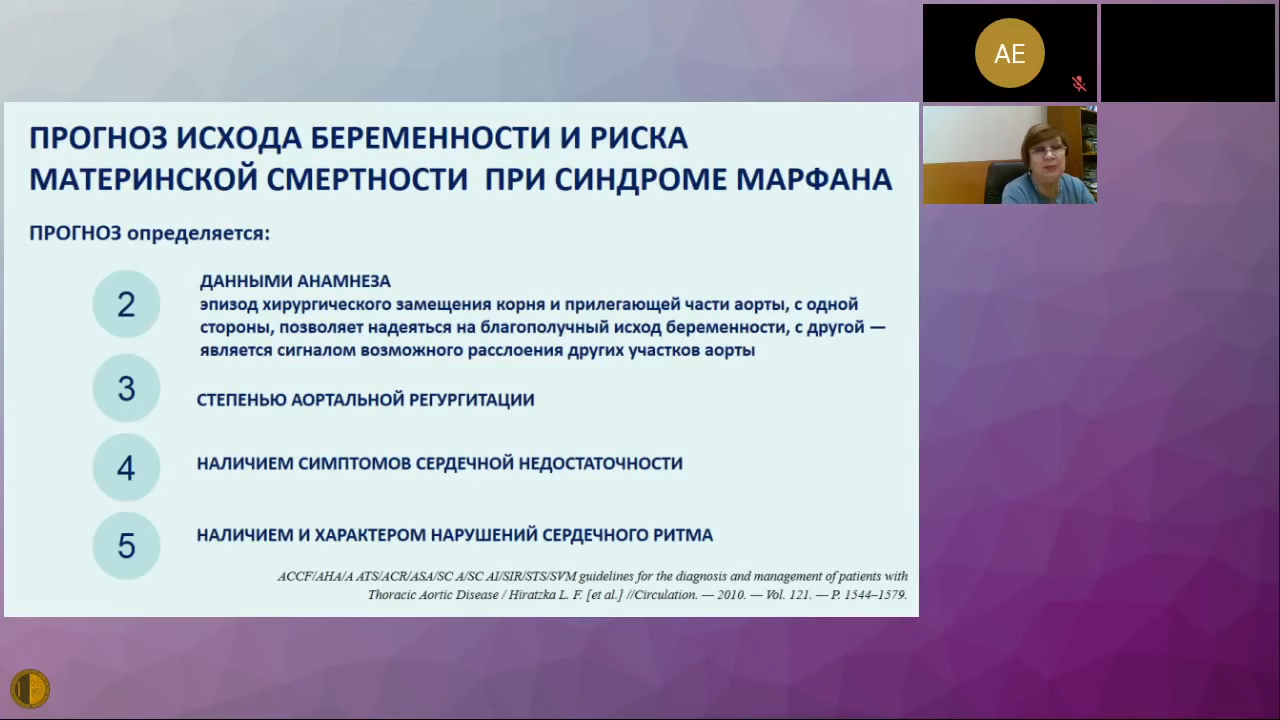 ПРОГНОЗ ИСХОДА БЕРЕМЕННОСТИ И РИСКА
МАТЕРИНСКОЙ СМЕРТНОСТИ ПРИ СИНДРОМЕ МАРФАНА
ПРОГНОЗ определяется:
2
ДАННЫМИ АНАМНЕЗА
эпизод хирургического замещения корня и прилегающей части аорты, с одной
стороны, позволяет надеяться на благополучный исход беременности, с другой —
является сигналом возможного расслоения других участков аорты
3
СТЕПЕНЬЮ АОРТАЛЬНОЙ РЕГУРГИТАЦИИ
4
НАЛИЧИЕМ СИМПТОМОВ СЕРДЕЧНОЙ НЕДОСТАТОЧНОСТИ
5
НАЛИЧИЕМ И ХАРАКТЕРОМ НАРУШЕНИЙ СЕРДЕЧНОГО РИТМА
ACCF/AHA/A ATS/ACR/ASA/SC A/SC AI/SIR/STS/SVM guidelines for the diagnosis and management of patients with
Thoracic Aortic Disease / Hiratzka L. F. [et al.] //Circulation. — 2010. — Vol. 121. — P. 1544–1579.
AE